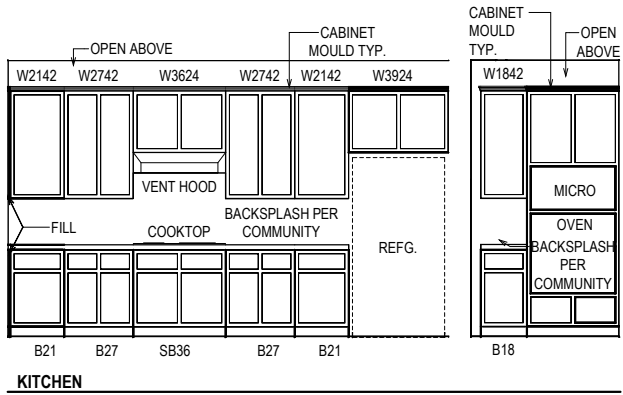 CABINET
MOULD
TYP.
OPEN
ABOVE
OPEN ABOVE
CABINET
MOULD TYP.
W2142 W2742 W3624 W2742 W2142 W3924
W1842
VENT HOOD
MICRO
FILL
COOKTOP
BACKSPLASH PER
COMMUNITY
REFG.
OVEN
BACKSPLASH
PER
COMMUNITY
B21 B27 SB36 B27 B21
B18
KITCHEN